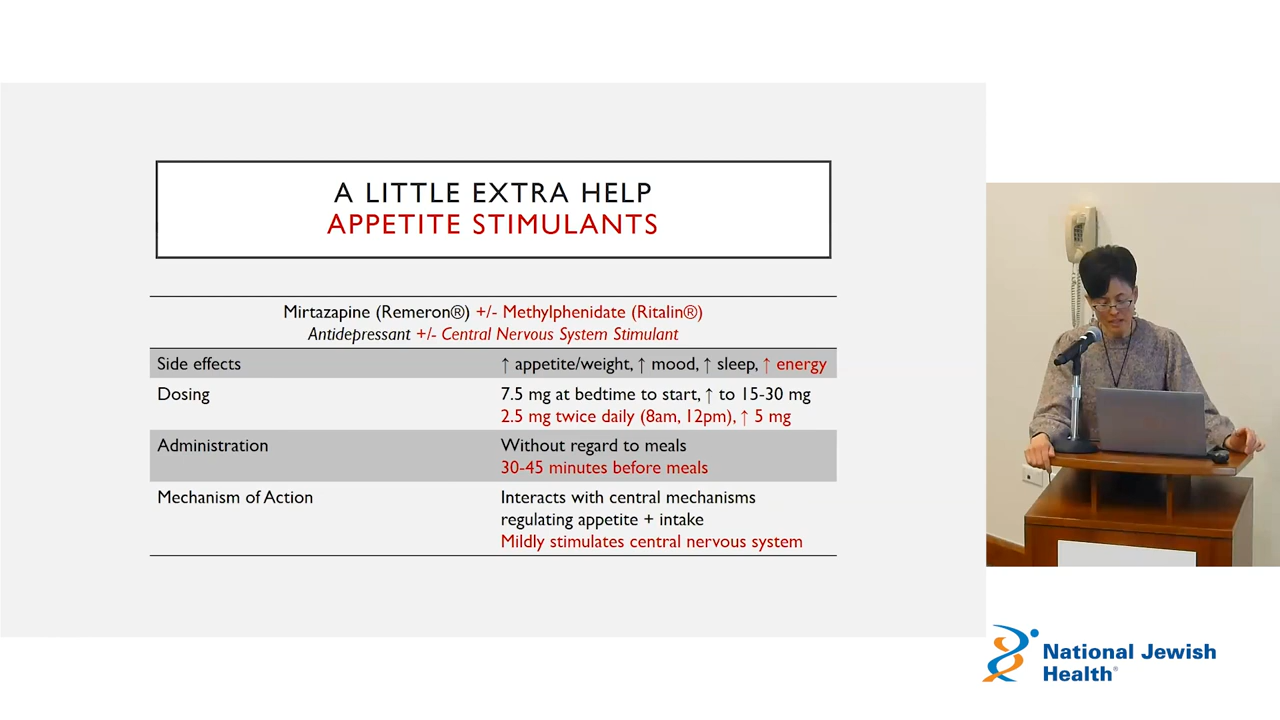 A LITTLE EXTRA HELP
APPETITE STIMULANTS
Mirtazapine (Remeron®) +/- Methylphenidate (Ritalin®)
Antidepressant +/- Central Nervous System Stimulant
Side effects
↑ appetite/weight, ↑ mood, ↑ sleep, ↑ energy
Dosing
7.5 mg at bedtime to start, ↑ to 15-30 mg
2.5 mg twice daily (8am, 12pm), ↑ 5 mg
Administration
Without regard to meals
30-45 minutes before meals
Mechanism of Action
Interacts with central mechanisms
regulating appetite + intake
Mildly stimulates central nervous system
National Jewish
Health®